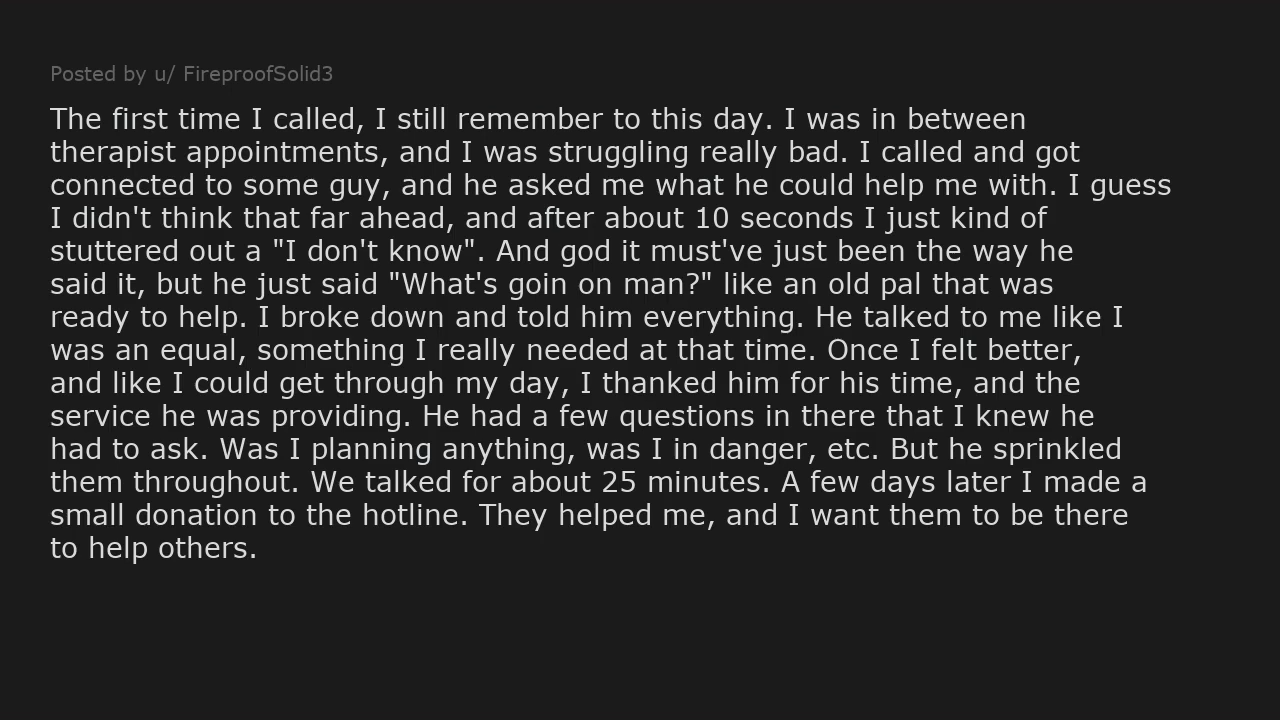 Posted by u/ FireproofSolid3
The first time I called, I still remember to this day. I was in between
therapist appointments, and I was struggling really bad. I called and got
connected to some guy, and he asked me what he could help me with. I guess
I didn't think that far ahead, and after about 10 seconds I just kind of
stuttered out a "I don't know". And god it must've just been the way he
said it, but he just said "What's goin on man?" like an old pal that was
ready to help. I broke down and told him everything. He talked to me like I
was an equal, something I really needed at that time. Once I felt better,
and like I could get through my day, I thanked him for his time, and the
service he was providing. He had a few questions in there that I knew he
had to ask. Was I planning anything, was I in danger, etc. But he sprinkled
them throughout. We talked for about 25 minutes. A few days later I made a
small donation to the hotline. They helped me, and I want them to be there
to help others.